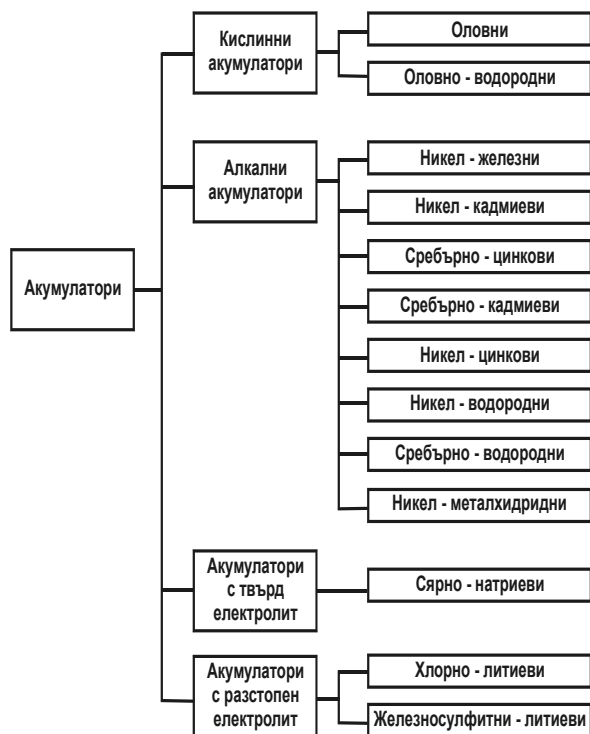 Акумулатори
Кислинни
акумулатори
Оловни
Оловно - водородни
Алкални
акумулатори
Никел - железни
Никел - кадмиеви
Сребърно - цинкови
Сребърно - кадмиеви
Никел - цинкови
Никел - водородни
Сребърно - водородни
Никел - металхидридни
Акумулатори
с твърд
електролит
Сярно - натриеви
Акумулатори
с разстопен
електролит
Хлорно - литиеви
Железносулфитни - литиеви